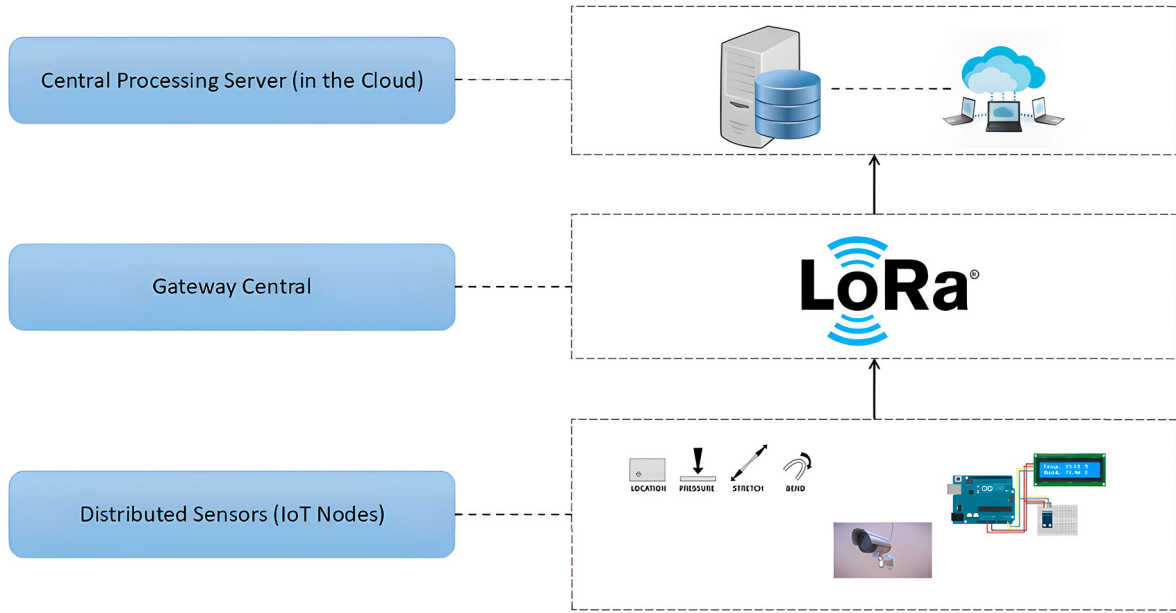 Central Processing Server (in the Cloud)
Gateway Central
LoRa®
LOCATION PRESSURE STRETCH BEND
Distributed Sensors (IoT Nodes)